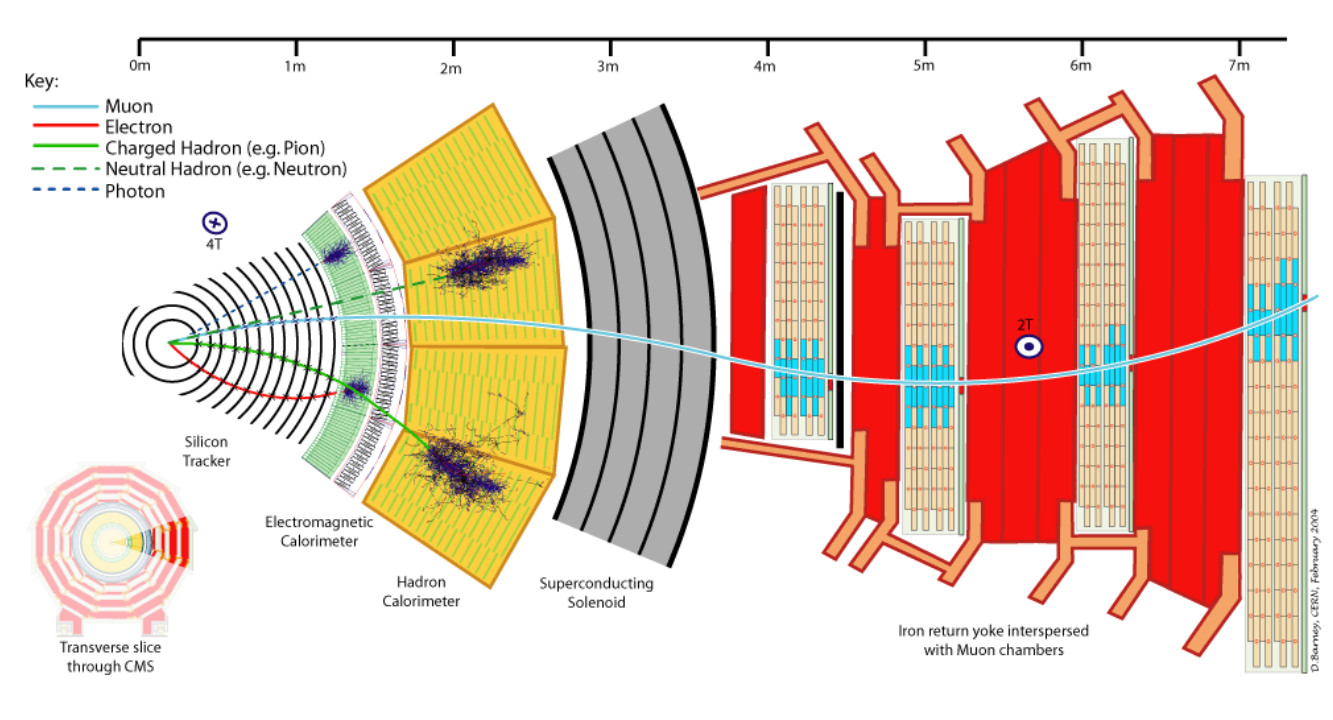 0m 1m 2m 3m 4m 5m 6m 7m
Key:
Muon
Electron
Charged Hadron (e.g. Pion)
Neutral Hadron (e.g. Neutron)
Photon
4T
2T
Silicon
Tracker
Electromagnetic
Calorimeter
Hadron
Calorimeter
Superconducting
Solenoid
Iron return yoke interspersed
with Muon chambers
Transverse slice
through CMS
D.Barney, CERN, February 2004